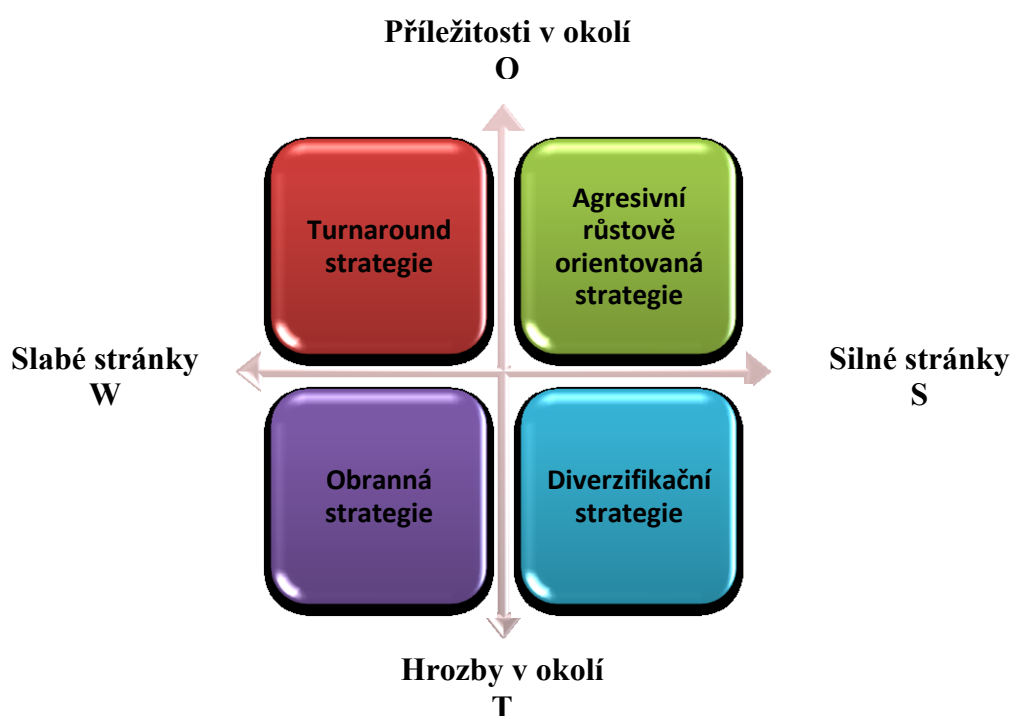 Příležitosti v okolí
O
Turnaround
strategie
Agresivní
růstově
orientovaná
strategie
Slabé stránky
W
Silné stránky
S
Obranná
strategie
Diverzifikační
strategie
Hrozby v okolí
T